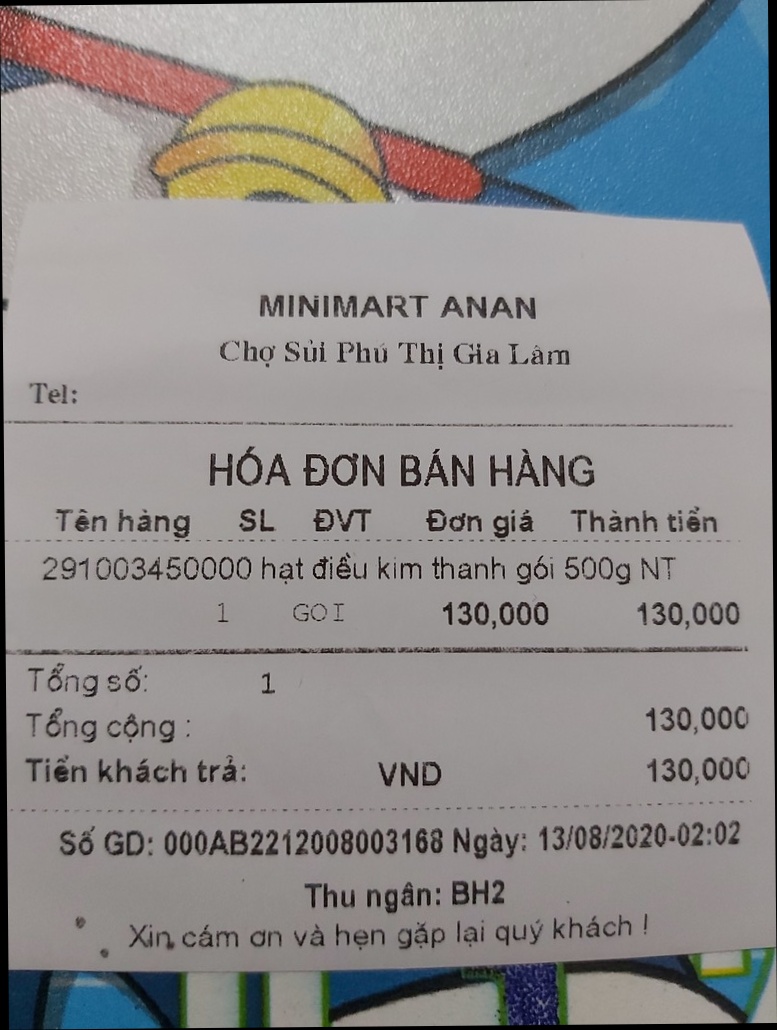 MINIMART ANAN
Chợ Sủi Phú Thị Gia Lâm
Tel:
HÓA ĐƠN BÁN HÀNG
Tên hàng SL ĐVT Đơn giá Thành tiền
291003450000 hạt điều kim thanh gói 500g NT
1 GOI 130,000 130,000
Tổng số: 1
Tổng cộng : 130,000
Tiền khách trả: VND 130,000
Số GD: 000AB2212008003168 Ngày: 13/08/2020-02:02
Thu ngân: BH2
Xin cám ơn và hẹn gặp lại quý khách !